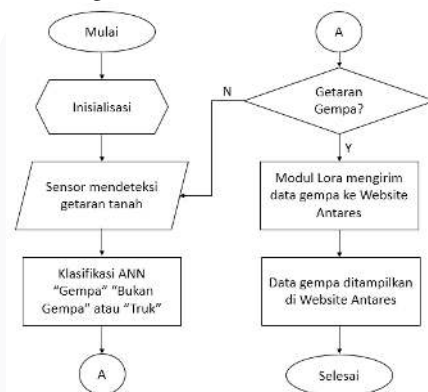 Mulai
Inisialisasi
Sensor mendeteksi
getaran tanah
Klasifikasi ANN
"Gempa" "Bukan
Gempa" atau "Truk"
A
A
Getaran
Gempa?
N
Y
Modul Lora mengirim
data gempa ke Website
Antares
Data gempa ditampilkan
di Website Antares
Selesai